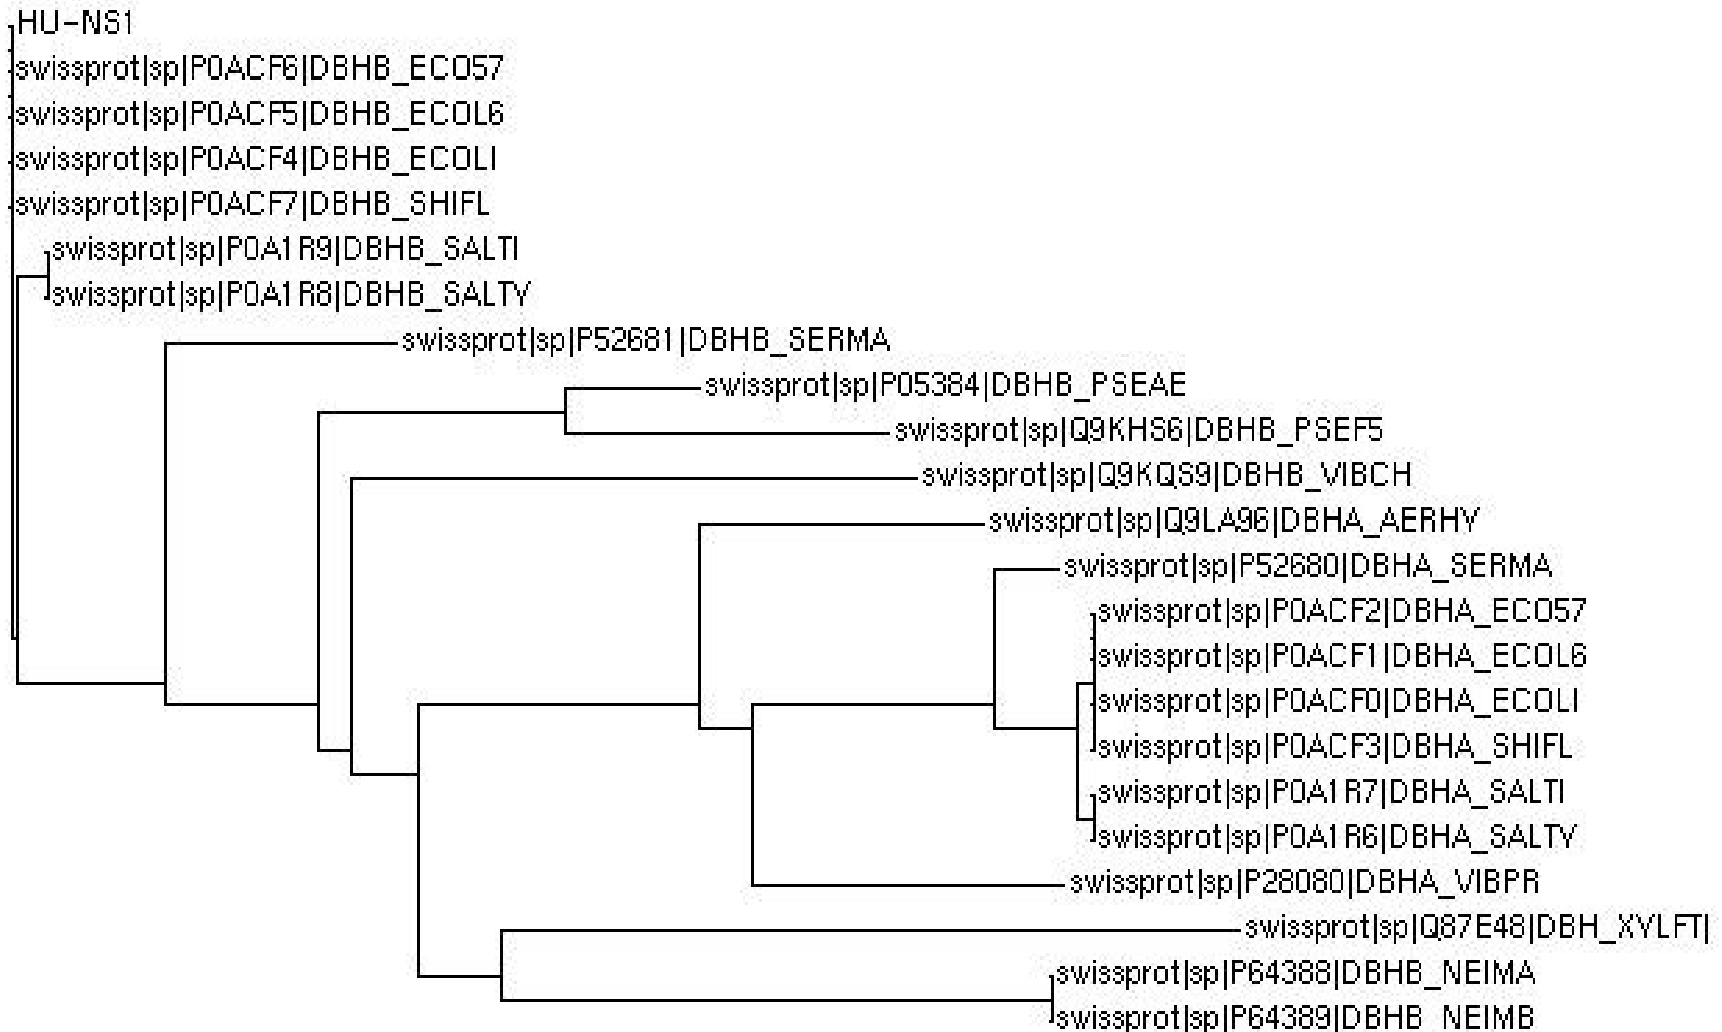 HU-NS1
swissprot|sp|P0ACF6|DBHB_ECO57
swissprot|sp|P0ACF5|DBHB_ECOL6
swissprot|sp|P0ACF4|DBHB_ECOLI
swissprot|sp|P0ACF7|DBHB_SHIFL
swissprot|sp|P0A1R9|DBHB_SALTI
swissprot|sp|P0A1R8|DBHB_SALTY
swissprot|sp|P52681|DBHB_SERMA
swissprot|sp|P05384|DBHB_PSEAE
swissprot|sp|Q9KHS6|DBHB_PSEF5
swissprot|sp|Q9KQS9|DBHB_VIBCH
swissprot|sp|Q9LA96|DBHA_AERHY
swissprot|sp|P52680|DBHA_SERMA
swissprot|sp|P0ACF2|DBHA_ECO57
swissprot|sp|P0ACF1|DBHA_ECOL6
swissprot|sp|P0ACF0|DBHA_ECOLI
swissprot|sp|P0ACF3|DBHA_SHIFL
swissprot|sp|P0A1R7|DBHA_SALTI
swissprot|sp|P0A1R6|DBHA_SALTY
swissprot|sp|P28080|DBHA_VIBPR
swissprot|sp|Q87E48|DBH_XYLFT|
swissprot|sp|P64388|DBHB_NEIMA
swissprot|sp|P64389|DBHB_NEIMB